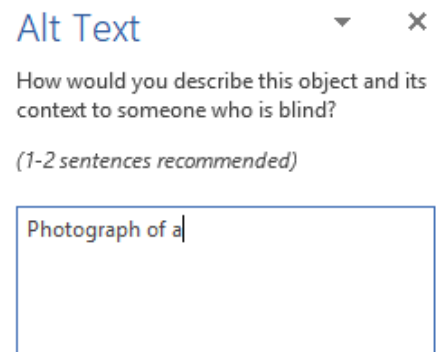 Alt Text
How would you describe this object and its
context to someone who is blind?
(1-2 sentences recommended)
Photograph of a